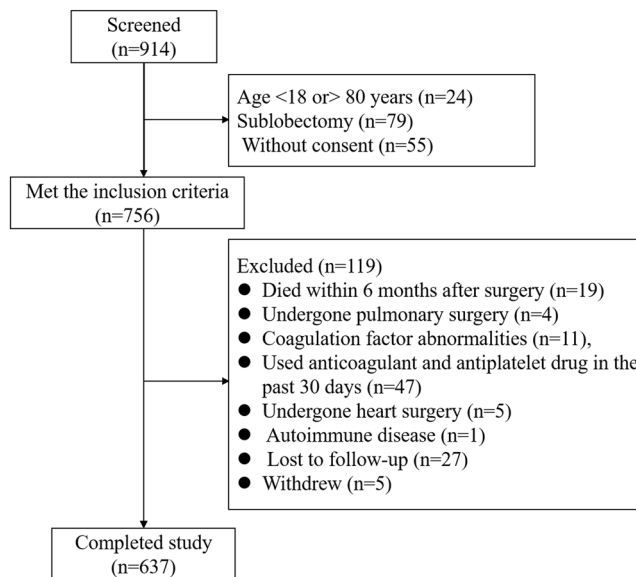 Screened
(n=914)
Age <18 or> 80 years (n=24)
Sublobectomy (n=79)
Without consent (n=55)
Met the inclusion criteria
(n=756)
Excluded (n=119)
● Died within 6 months after surgery (n=19)
● Undergone pulmonary surgery (n=4)
● Coagulation factor abnormalities (n=11),
● Used anticoagulant and antiplatelet drug in the
past 30 days (n=47)
● Undergone heart surgery (n=5)
● Autoimmune disease (n=1)
● Lost to follow-up (n=27)
● Withdrew (n=5)
Completed study
(n=637)